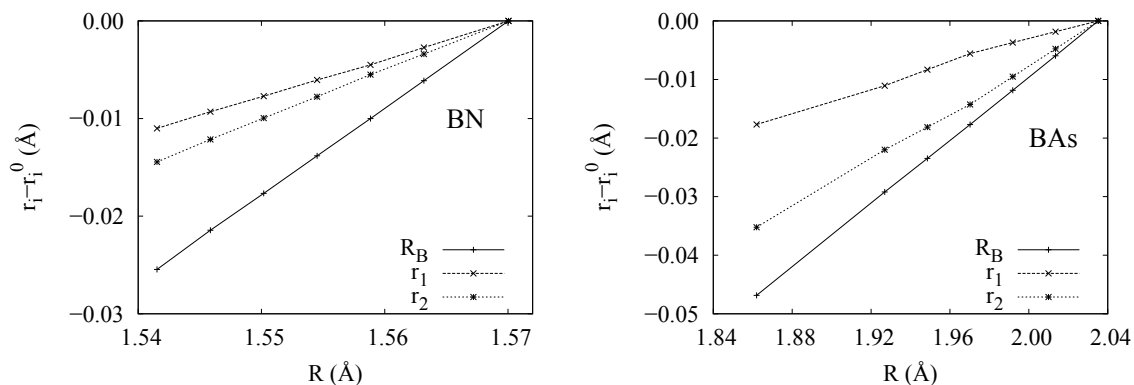 0.00
−0.01
−0.02
−0.03
r_i−r_i^0 (Å)
BN
R_B
r_1
r_2
1.54 1.55 1.56 1.57
R (Å)
0.00
−0.01
−0.02
−0.03
−0.04
−0.05
r_i−r_i^0 (Å)
BAs
R_B
r_1
r_2
1.84 1.88 1.92 1.96 2.00 2.04
R (Å)